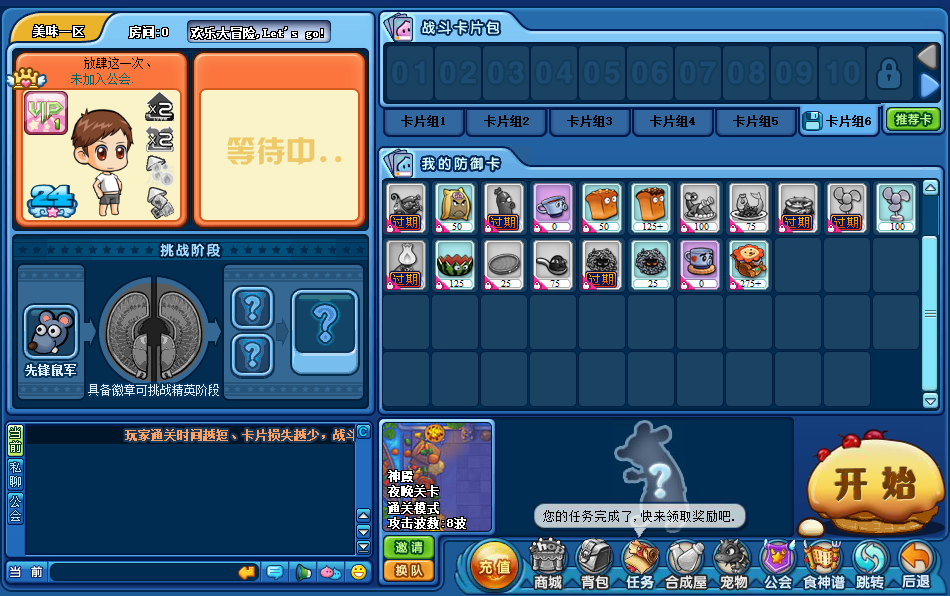 美味一区
房间:0
欢乐大冒险,Let's go!
放肆这一次、
未加入公会.
VIP
1
x2
x2
24
等待中..
挑战阶段
先锋鼠军
具备徽章可挑战精英阶段
当前
私聊
公会
玩家通关时间越短、卡片损失越少，战斗
C
当 前
战斗卡片包
01 02 03 04 05 06 07 08 09 10
卡片组1 卡片组2 卡片组3 卡片组4 卡片组5 卡片组6 推荐卡
我的防御卡
过期 50 过期 0 50 125+ 100 75 过期 过期 100
过期 125 25 75 过期 25 0 275+
神殿
夜晚关卡
通关模式
攻击波数:8波
邀请
换队
您的任务完成了,快来领取奖励吧.
开始
充值 商城 背包 任务 合成屋 宠物 公会 食神谱 跳转 后退